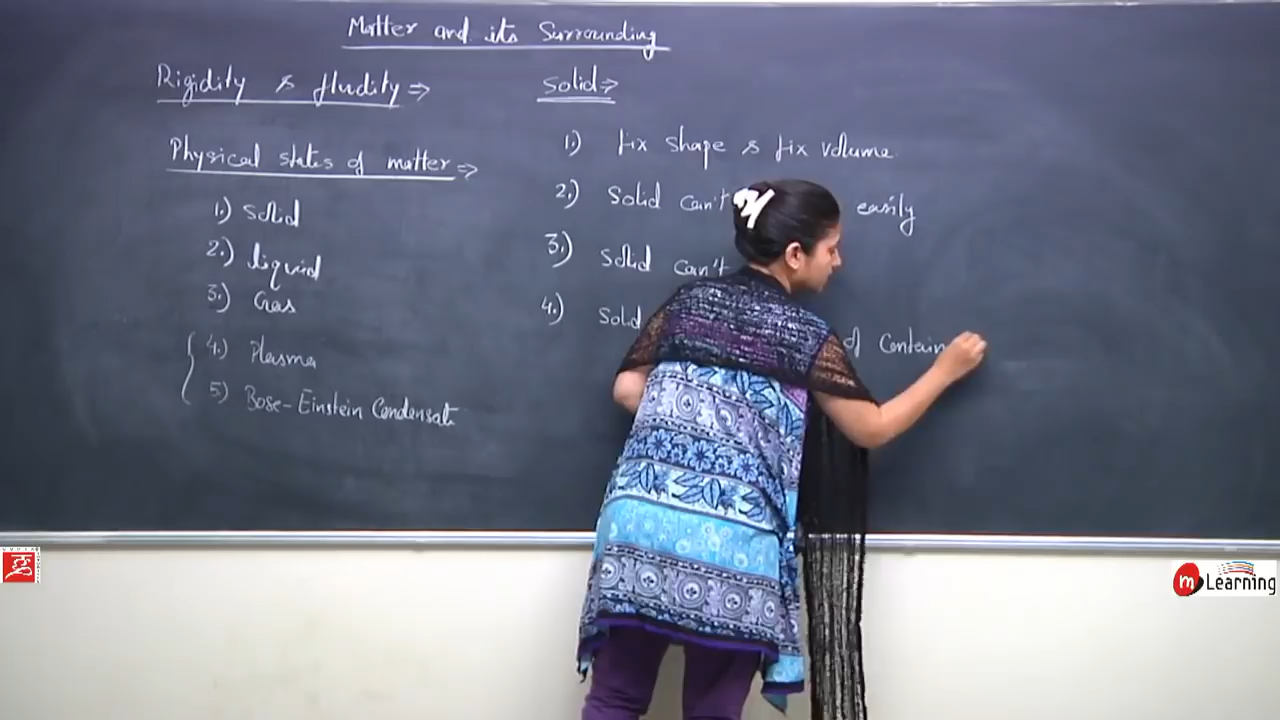 Matter and its Surrounding
Rigidity & fludity ⇒
Physical states of matter ⇒
1.) Solid
2.) liquid
3.) Gas
4.) Plasma
5) Bose-Einstein Condensate
Solid ⇒
1.) fix shape & fix volume
2.) Solid can't easily
3.) Solid can't
4.) Solid of Contain
m Learning